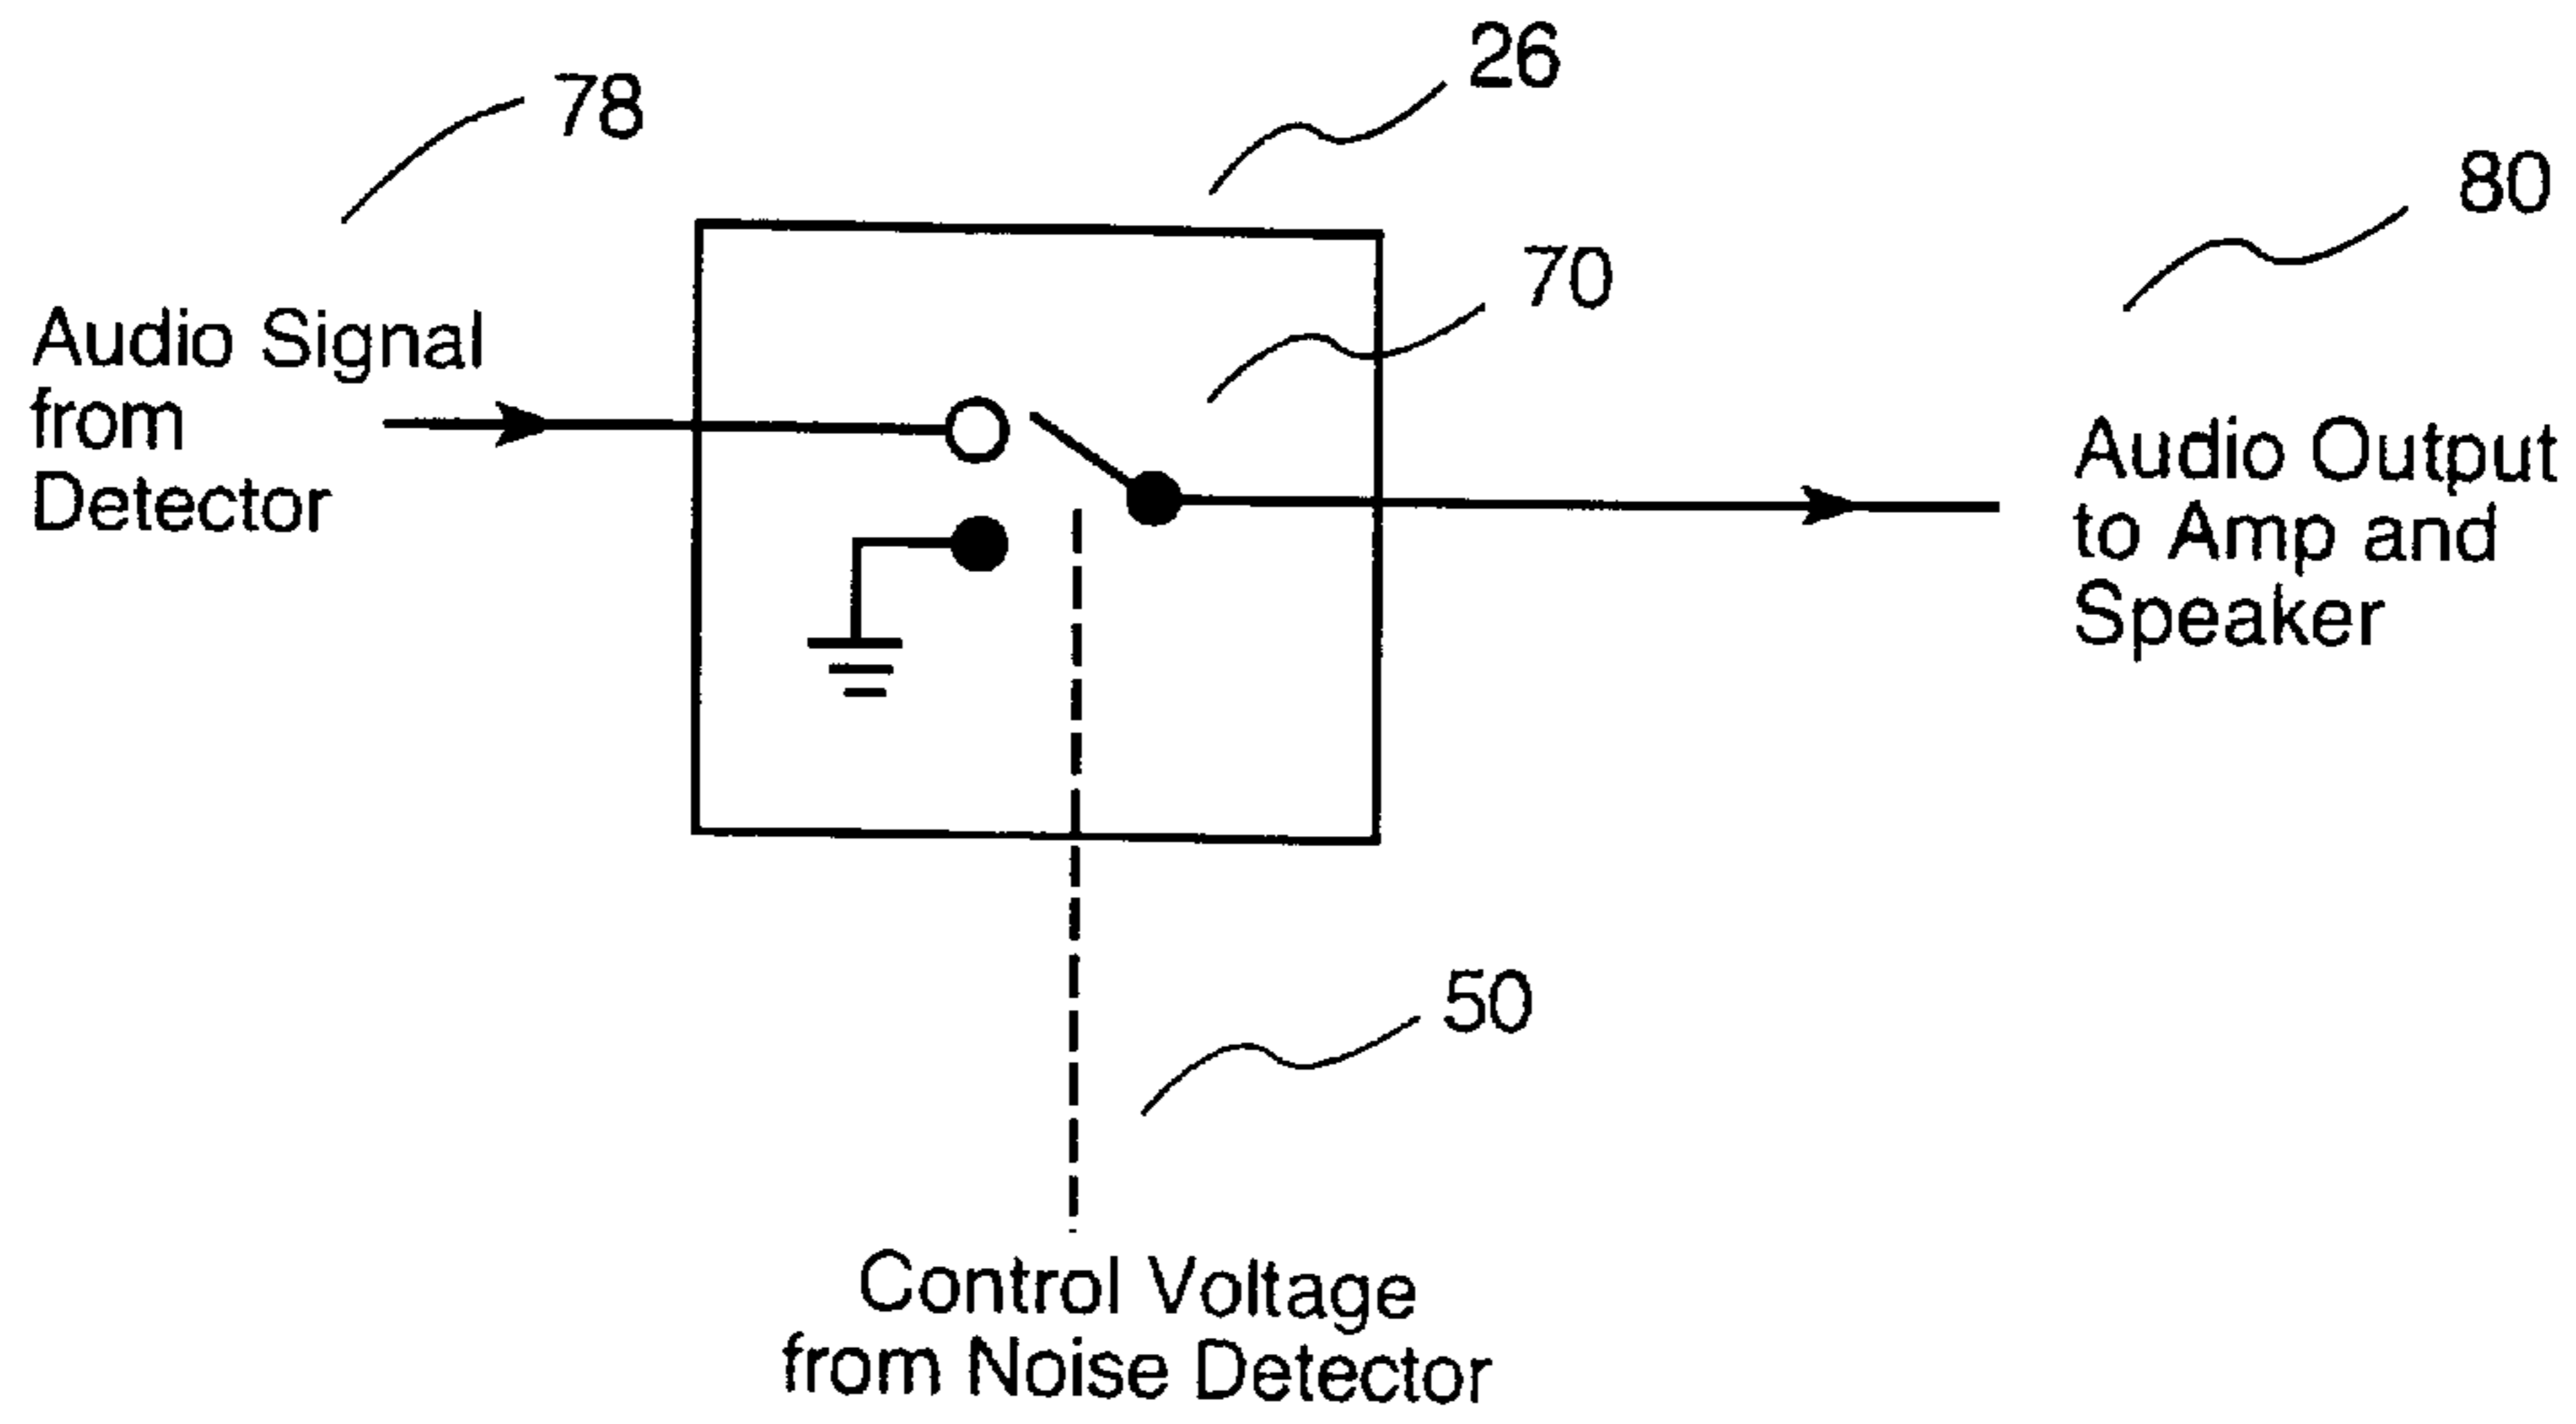 26
78
80
70
Audio Signal
from
Detector
Audio Output
to Amp and
Speaker
50
Control Voltage
from Noise Detector